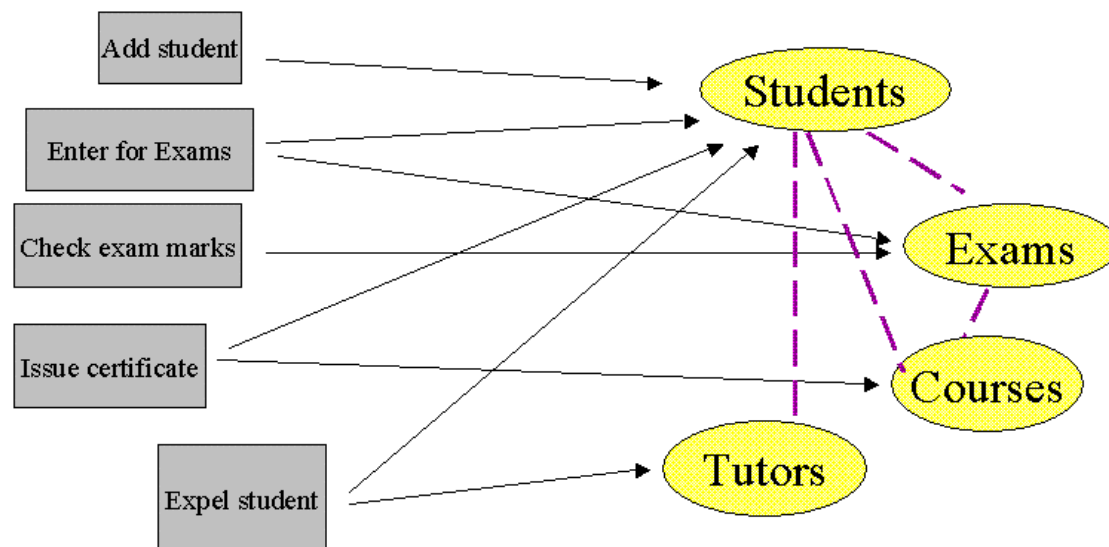 Add student
Students
Enter for Exams
Check exam marks
Exams
Issue certificate
Courses
Tutors
Expel student